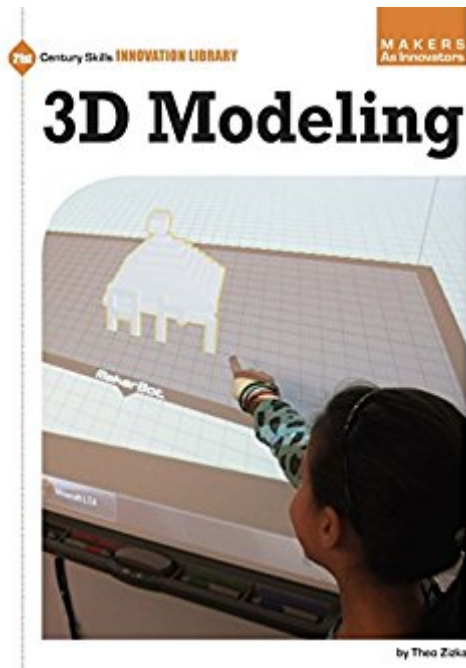 21st Century Skills INNOVATION LIBRARY
MAKERS
As Innovators
3D Modeling
MakerBot
by Theo Zizka